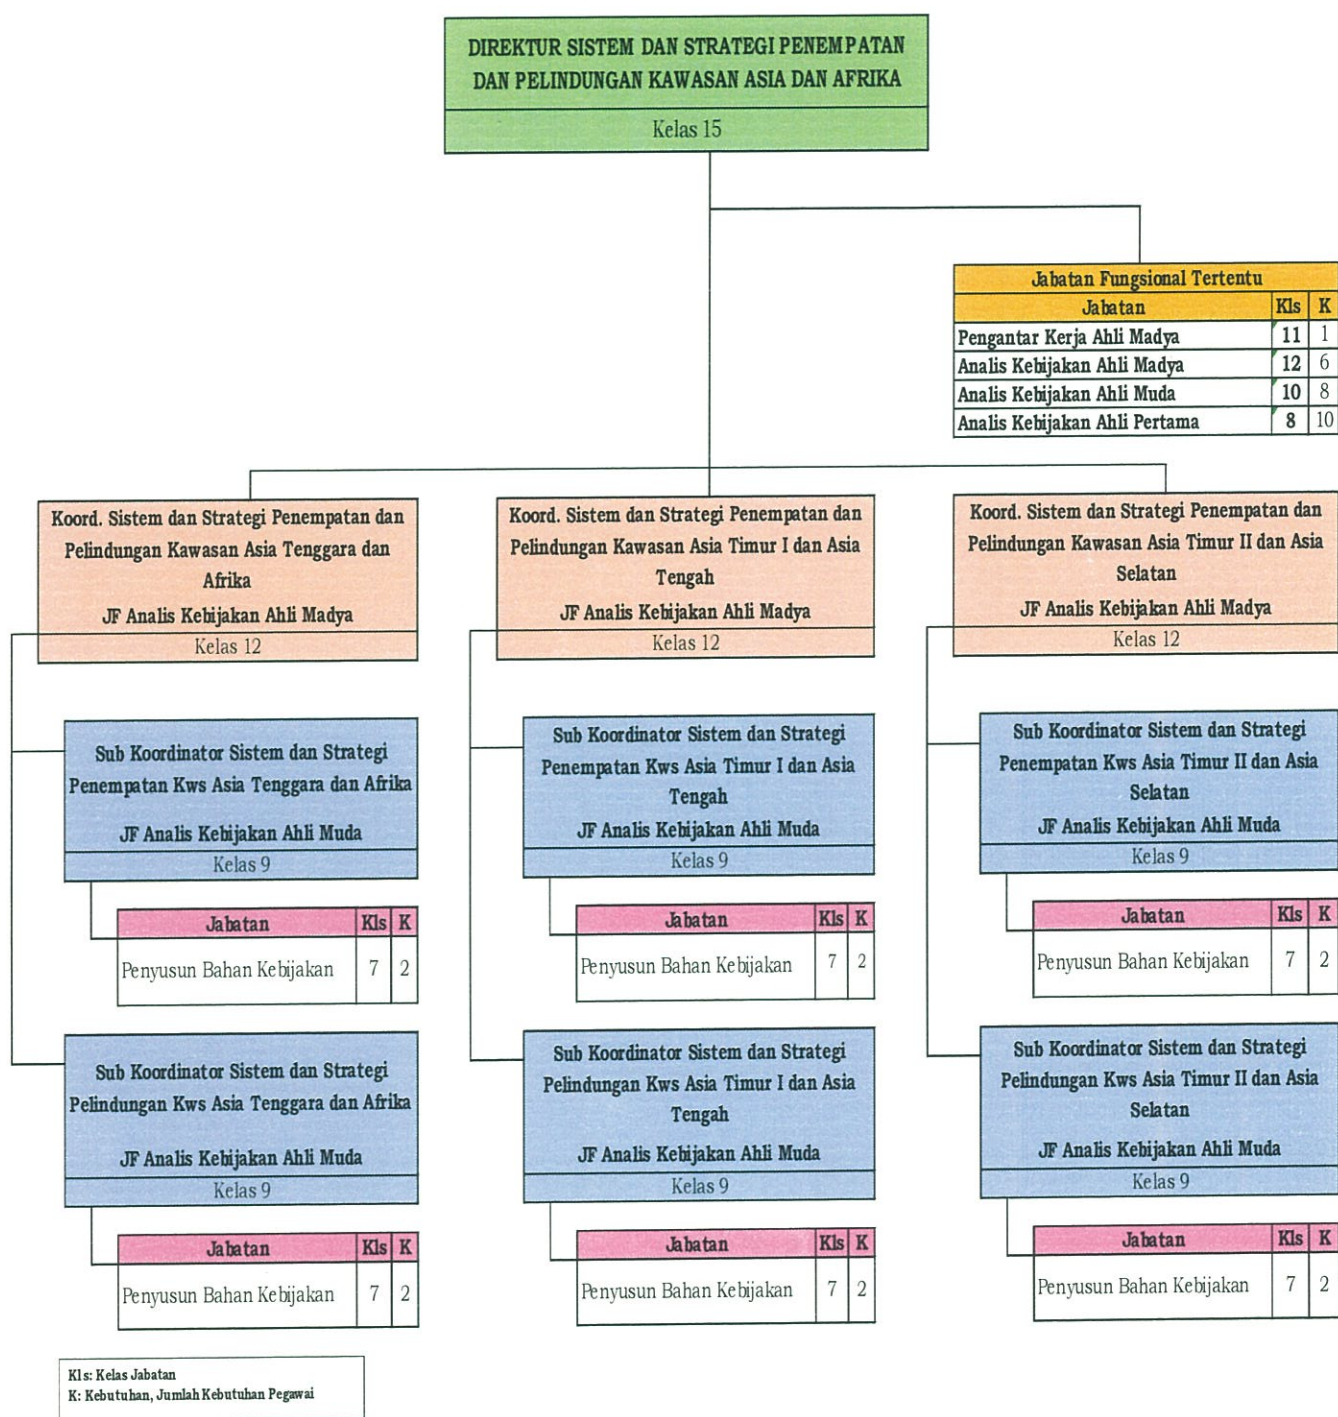 DIREKTUR SISTEM DAN STRATEGI PENEMPATAN
DAN PELINDUNGAN KAWASAN ASIA DAN AFRIKA
Kelas 15
Jabatan Fungsional Tertentu
Jabatan Kls K
Pengantar Kerja Ahli Madya 11 1
Analis Kebijakan Ahli Madya 12 6
Analis Kebijakan Ahli Muda 10 8
Analis Kebijakan Ahli Pertama 8 10
Koord. Sistem dan Strategi Penempatan dan
Pelindungan Kawasan Asia Tenggara dan
Afrika
JF Analis Kebijakan Ahli Madya
Kelas 12
Koord. Sistem dan Strategi Penempatan dan
Pelindungan Kawasan Asia Timur I dan Asia
Tengah
JF Analis Kebijakan Ahli Madya
Kelas 12
Koord. Sistem dan Strategi Penempatan dan
Pelindungan Kawasan Asia Timur II dan Asia
Selatan
JF Analis Kebijakan Ahli Madya
Kelas 12
Sub Koordinator Sistem dan Strategi
Penempatan Kws Asia Tenggara dan Afrika
JF Analis Kebijakan Ahli Muda
Kelas 9
Sub Koordinator Sistem dan Strategi
Penempatan Kws Asia Timur I dan Asia
Tengah
JF Analis Kebijakan Ahli Muda
Kelas 9
Sub Koordinator Sistem dan Strategi
Penempatan Kws Asia Timur II dan Asia
Selatan
JF Analis Kebijakan Ahli Muda
Kelas 9
Jabatan Kls K
Penyusun Bahan Kebijakan 7 2
Jabatan Kls K
Penyusun Bahan Kebijakan 7 2
Jabatan Kls K
Penyusun Bahan Kebijakan 7 2
Sub Koordinator Sistem dan Strategi
Pelindungan Kws Asia Tenggara dan Afrika
JF Analis Kebijakan Ahli Muda
Kelas 9
Sub Koordinator Sistem dan Strategi
Pelindungan Kws Asia Timur I dan Asia
Tengah
JF Analis Kebijakan Ahli Muda
Kelas 9
Sub Koordinator Sistem dan Strategi
Pelindungan Kws Asia Timur II dan Asia
Selatan
JF Analis Kebijakan Ahli Muda
Kelas 9
Jabatan Kls K
Penyusun Bahan Kebijakan 7 2
Jabatan Kls K
Penyusun Bahan Kebijakan 7 2
Jabatan Kls K
Penyusun Bahan Kebijakan 7 2
Kls: Kelas Jabatan
K: Kebutuhan, Jumlah Kebutuhan Pegawai